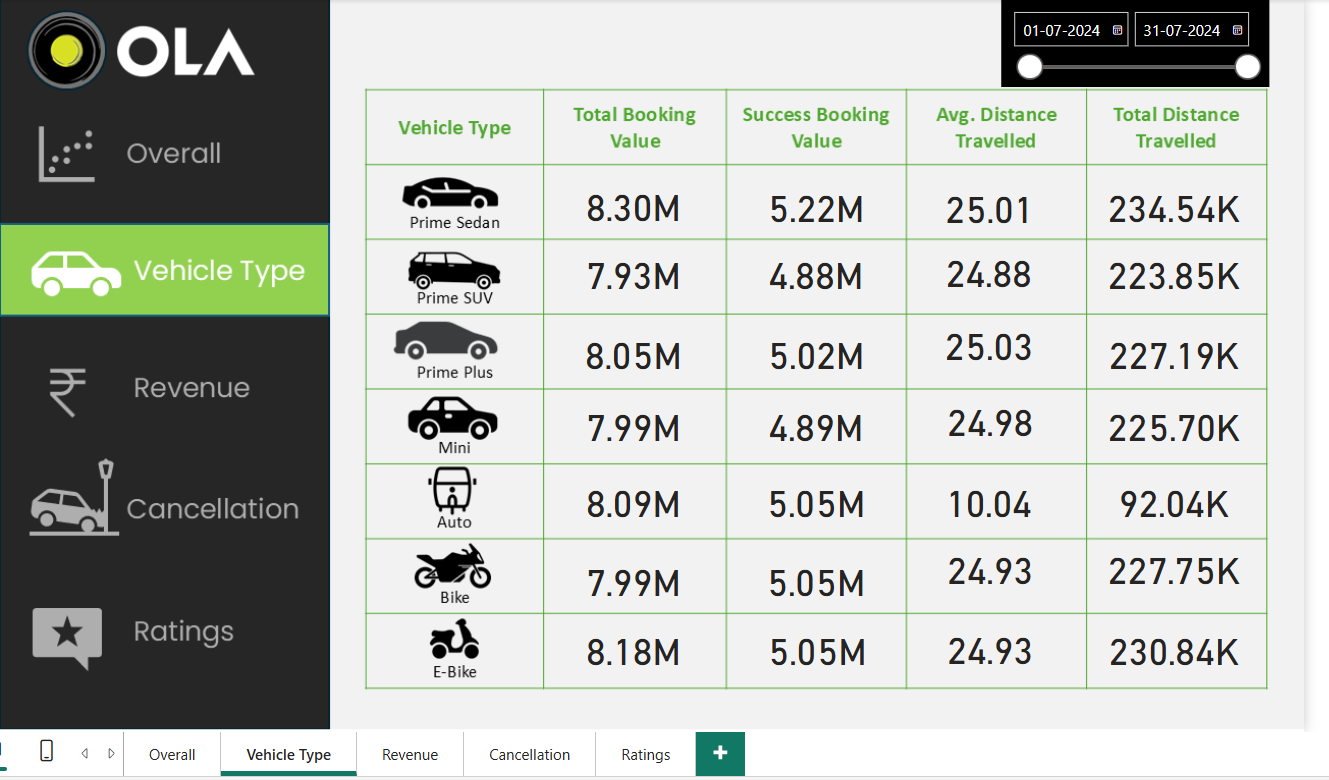 OLA
01-07-2024 31-07-2024
Overall
Vehicle Type
Revenue
Cancellation
Ratings
Vehicle Type Total Booking Value Success Booking Value Avg. Distance Travelled Total Distance Travelled
Prime Sedan 8.30M 5.22M 25.01 234.54K
Prime SUV 7.93M 4.88M 24.88 223.85K
Prime Plus 8.05M 5.02M 25.03 227.19K
Mini 7.99M 4.89M 24.98 225.70K
Auto 8.09M 5.05M 10.04 92.04K
Bike 7.99M 5.05M 24.93 227.75K
E-Bike 8.18M 5.05M 24.93 230.84K
Overall Vehicle Type Revenue Cancellation Ratings +